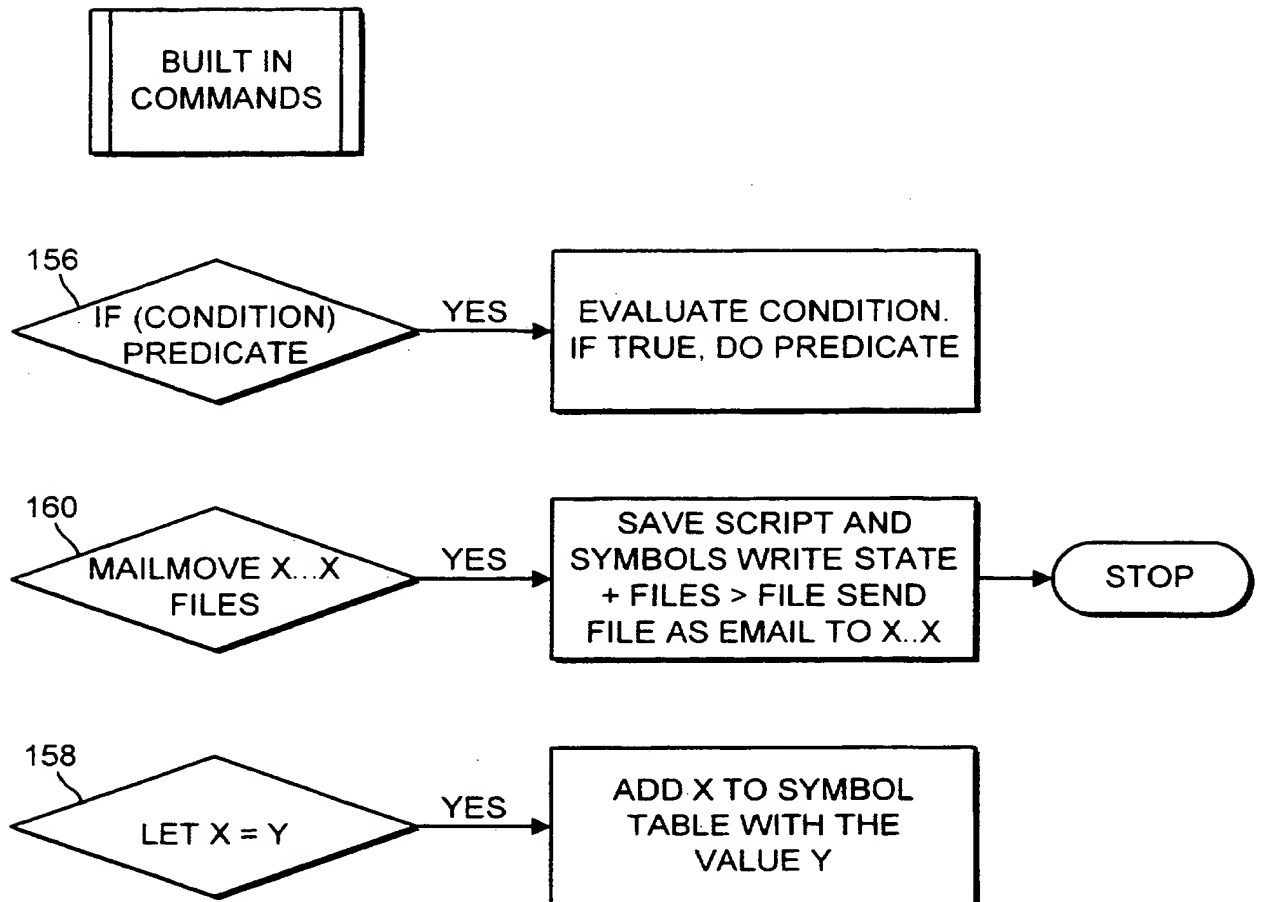 BUILT IN
COMMANDS
156
IF (CONDITION)
PREDICATE
YES
EVALUATE CONDITION.
IF TRUE, DO PREDICATE
160
MAILMOVE X...X
FILES
YES
SAVE SCRIPT AND
SYMBOLS WRITE STATE
+ FILES > FILE SEND
FILE AS EMAIL TO X..X
STOP
158
LET X = Y
YES
ADD X TO SYMBOL
TABLE WITH THE
VALUE Y